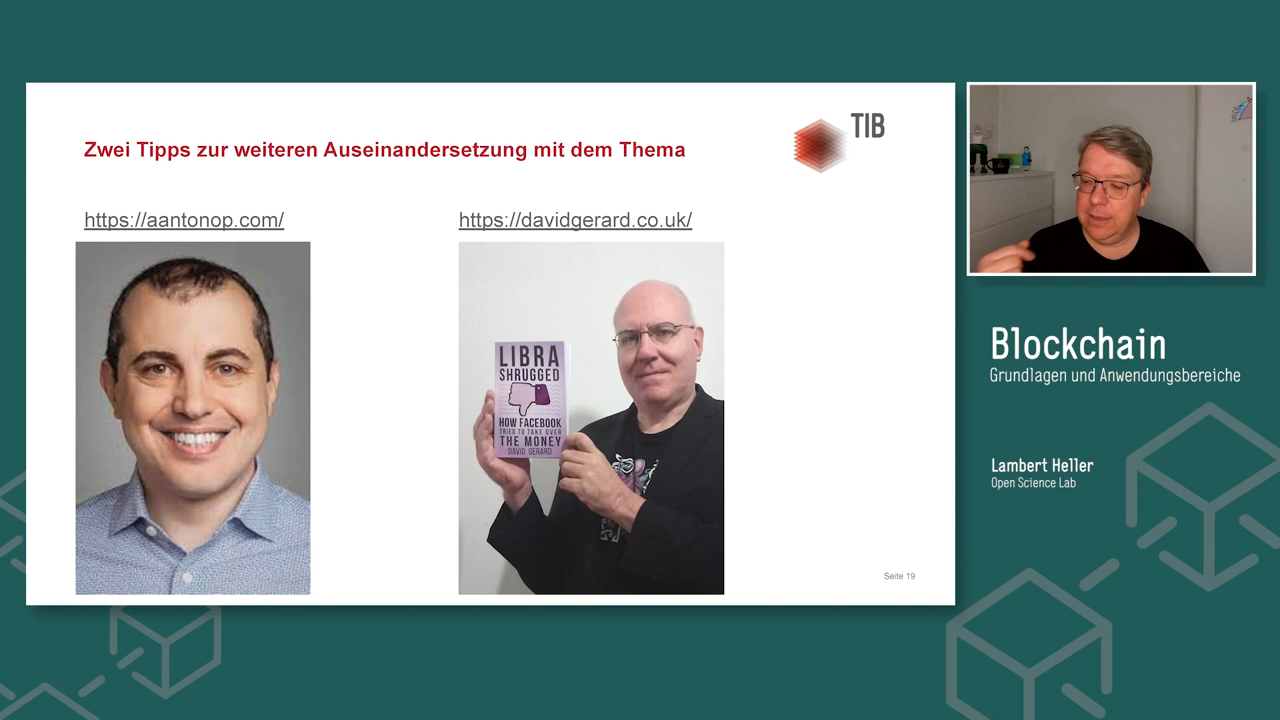 Zwei Tipps zur weiteren Auseinandersetzung mit dem Thema
TIB
https://aantonop.com/
https://davidgerard.co.uk/
LIBRA
SHRUGGED
HOW FACEBOOK
TRIED TO TAKE OVER
THE MONEY
DAVID GERARD
Seite 19
Blockchain
Grundlagen und Anwendungsbereiche
Lambert Heller
Open Science Lab